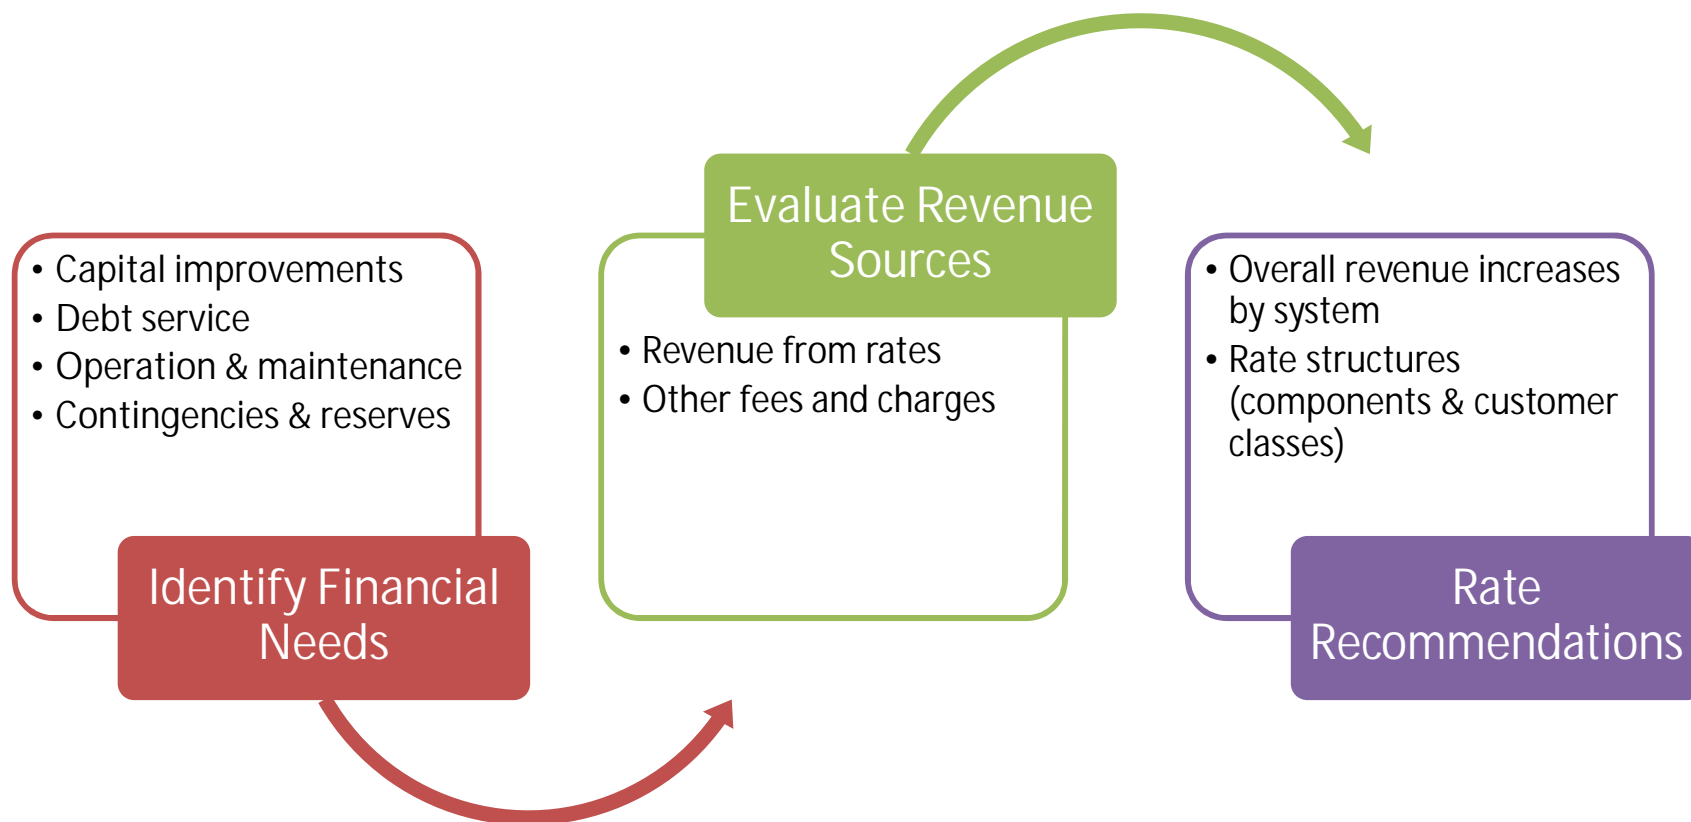 • Capital improvements
• Debt service
• Operation & maintenance
• Contingencies & reserves
Identify Financial
Needs
Evaluate Revenue
Sources
• Revenue from rates
• Other fees and charges
• Overall revenue increases
by system
• Rate structures
(components & customer
classes)
Rate
Recommendations